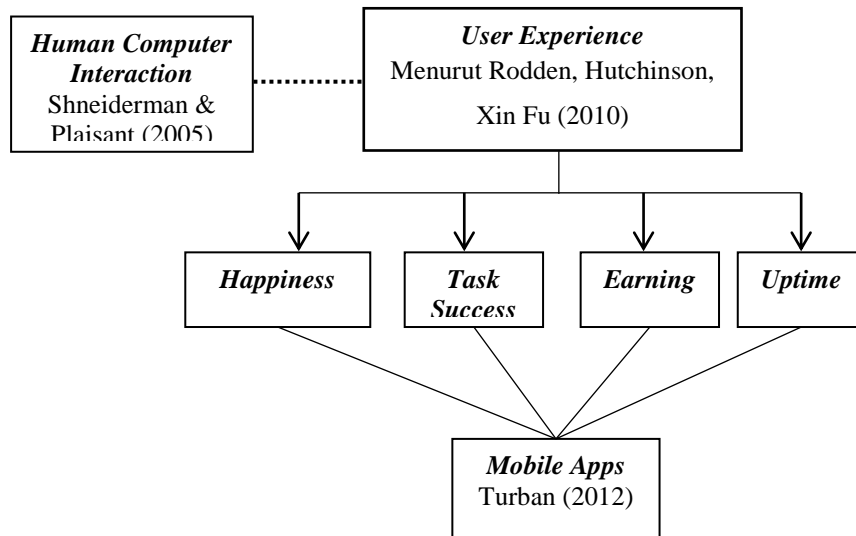 Human Computer
Interaction
Shneiderman &
Plaisant (2005)
User Experience
Menurut Rodden, Hutchinson,
Xin Fu (2010)
Happiness
Task
Success
Earning
Uptime
Mobile Apps
Turban (2012)